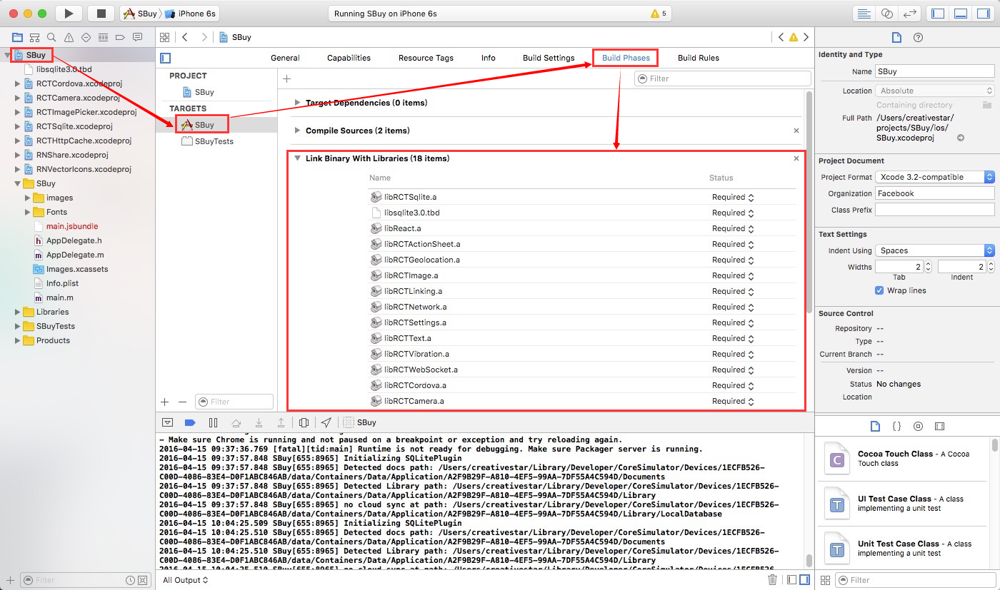 SBuy
iPhone 6s
Running SBuy on iPhone 6s
5
SBuy
libsqlite3.0.tbd
RCTCordova.xcodeproj
RCTCamera.xcodeproj
RCTImagePicker.xcodeproj
RCTSqlite.xcodeproj
RCTHttpCache.xcodeproj
RNShare.xcodeproj
RNVectorIcons.xcodeproj
SBuy
images
Fonts
main.jsbundle
AppDelegate.h
AppDelegate.m
Images.xcassets
Info.plist
main.m
Libraries
SBuyTests
Products
Filter
SBuy
General
Capabilities
Resource Tags
Info
Build Settings
Build Phases
Build Rules
PROJECT
SBuy
TARGETS
SBuy
SBuyTests
Filter
Filter
Target Dependencies (0 items)
Compile Sources (2 items)
Link Binary With Libraries (18 items)
Name Status
libRCTSqlite.a Required
libsqlite3.0.tbd Required
libReact.a Required
libRCTActionSheet.a Required
libRCTGeolocation.a Required
libRCTImage.a Required
libRCTLinking.a Required
libRCTNetwork.a Required
libRCTSettings.a Required
libRCTText.a Required
libRCTVibration.a Required
libRCTWebSocket.a Required
libRCTCordova.a Required
libRCTCamera.a Required
SBuy
– Make sure Chrome is running and not paused on a breakpoint or exception and try reloading again.
2016-04-15 09:37:36.769 [fatal][tid:main] Runtime is not ready for debugging. Make sure Packager server is running.
2016-04-15 09:37:57.848 SBuy[655:8965] Initializing SQLitePlugin
2016-04-15 09:37:57.848 SBuy[655:8965] Detected docs path: /Users/creativestar/Library/Developer/CoreSimulator/Devices/1ECFB526-
C00D-4086-83E4-D0F1ABC846AB/data/Containers/Data/Application/A2F9B29F-A810-4EF5-99AA-7DF55A4C594D/Documents
2016-04-15 09:37:57.848 SBuy[655:8965] Detected Library path: /Users/creativestar/Library/Developer/CoreSimulator/Devices/1ECFB526-
C00D-4086-83E4-D0F1ABC846AB/data/Containers/Data/Application/A2F9B29F-A810-4EF5-99AA-7DF55A4C594D/Library
2016-04-15 09:37:57.848 SBuy[655:8965] no cloud sync at path: /Users/creativestar/Library/Developer/CoreSimulator/Devices/1ECFB526-
C00D-4086-83E4-D0F1ABC846AB/data/Containers/Data/Application/A2F9B29F-A810-4EF5-99AA-7DF55A4C594D/Library/LocalDatabase
2016-04-15 10:04:25.509 SBuy[655:8965] Initializing SQLitePlugin
2016-04-15 10:04:25.510 SBuy[655:8965] Detected docs path: /Users/creativestar/Library/Developer/CoreSimulator/Devices/1ECFB526-
C00D-4086-83E4-D0F1ABC846AB/data/Containers/Data/Application/A2F9B29F-A810-4EF5-99AA-7DF55A4C594D/Documents
2016-04-15 10:04:25.510 SBuy[655:8965] Detected Library path: /Users/creativestar/Library/Developer/CoreSimulator/Devices/1ECFB526-
C00D-4086-83E4-D0F1ABC846AB/data/Containers/Data/Application/A2F9B29F-A810-4EF5-99AA-7DF55A4C594D/Library
2016-04-15 10:04:25.510 SBuy[655:8965] no cloud sync at path: /Users/creativestar/Library/Developer/CoreSimulator/Devices/1ECFB526-
All Output
Identity and Type
Name SBuy
Location Absolute
Containing directory
Full Path /Users/creativestar/
projects/SBuy/ios/
SBuy.xcodeproj
Project Document
Project Format Xcode 3.2-compatible
Organization Facebook
Class Prefix
Text Settings
Indent Using Spaces
Widths 2 2
Tab Indent
Wrap lines
Source Control
Repository --
Type --
Current Branch --
Version --
Status No changes
Location
C
Cocoa Touch Class - A Cocoa
Touch class
T
UI Test Case Class - A class
implementing a unit test
T
Unit Test Case Class - A class
implementing a unit test
Filter